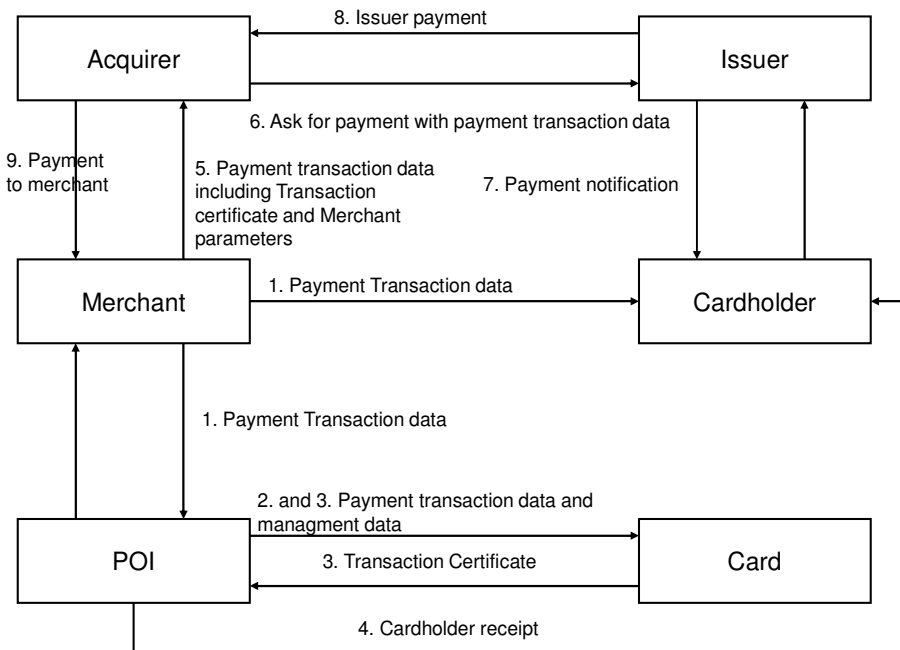 8. Issuer payment
Acquirer
Issuer
6. Ask for payment with payment transaction data
9. Payment
to merchant
5. Payment transaction data
including Transaction
certificate and Merchant
parameters
7. Payment notification
Merchant
1. Payment Transaction data
Cardholder
1. Payment Transaction data
2. and 3. Payment transaction data and
managment data
POI
3. Transaction Certificate
Card
4. Cardholder receipt